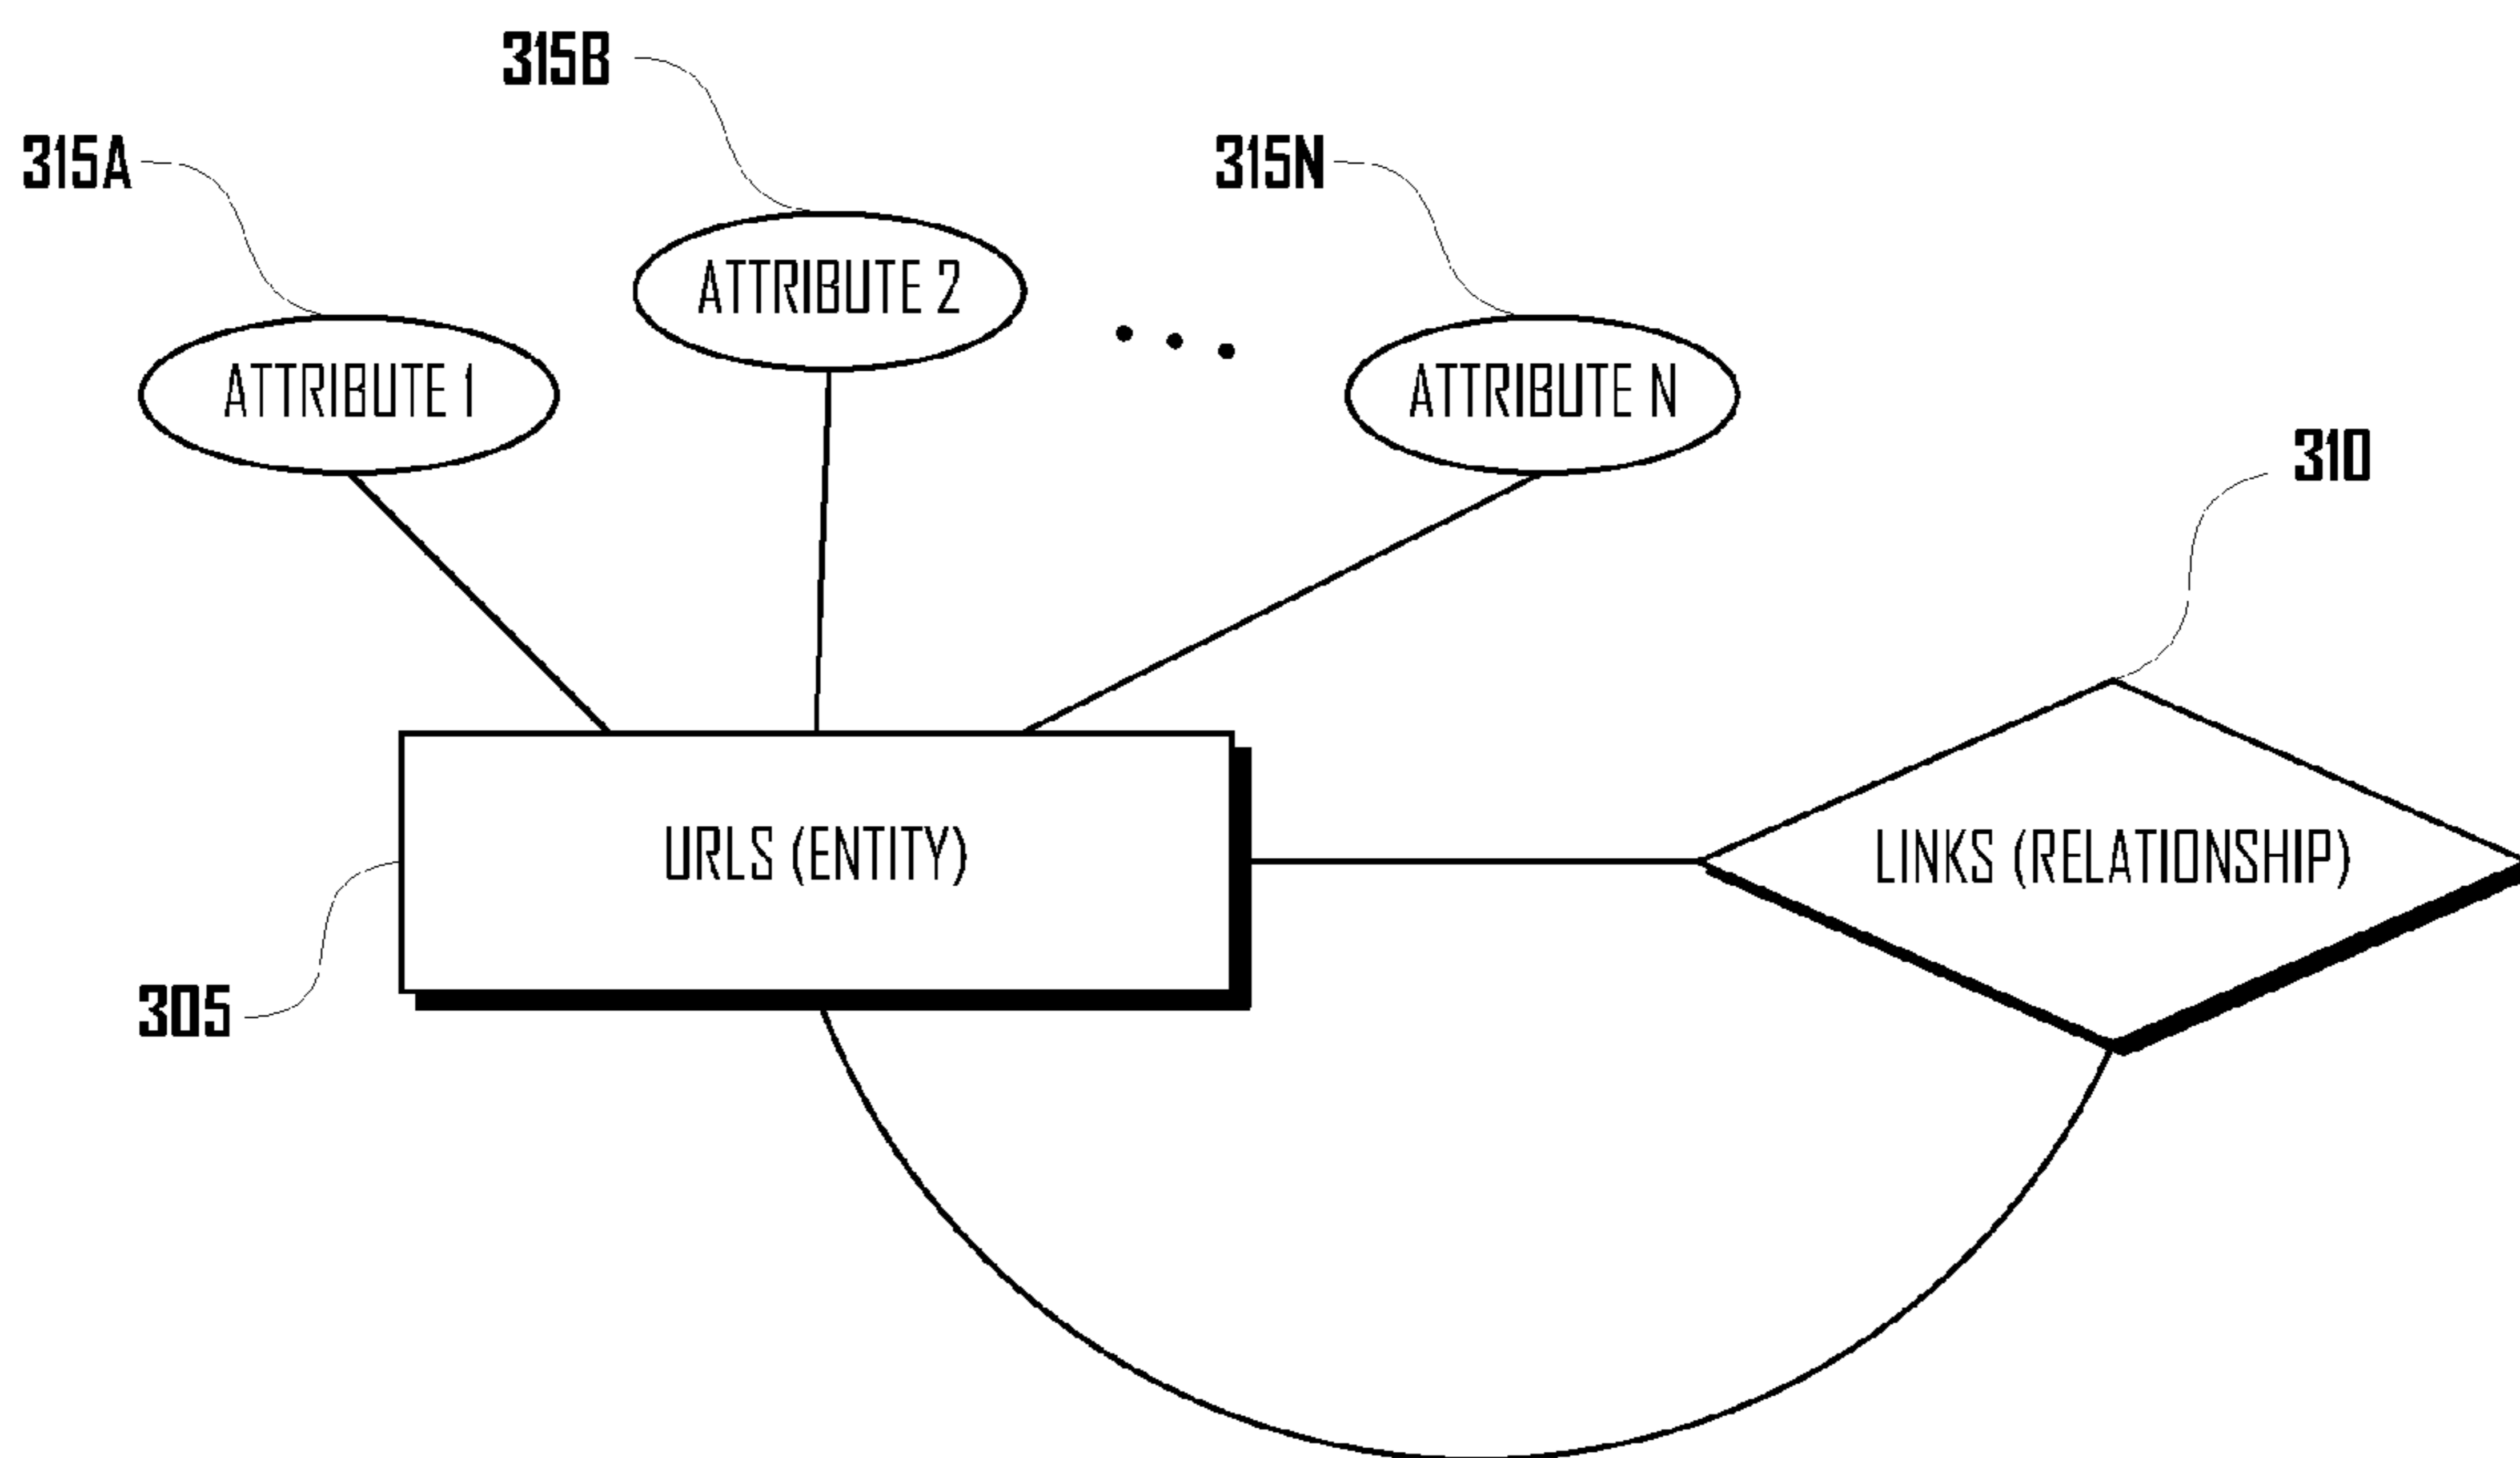 315B
315A
315N
ATTRIBUTE 2
ATTRIBUTE 1
ATTRIBUTE N
310
URLS (ENTITY)
LINKS (RELATIONSHIP)
305